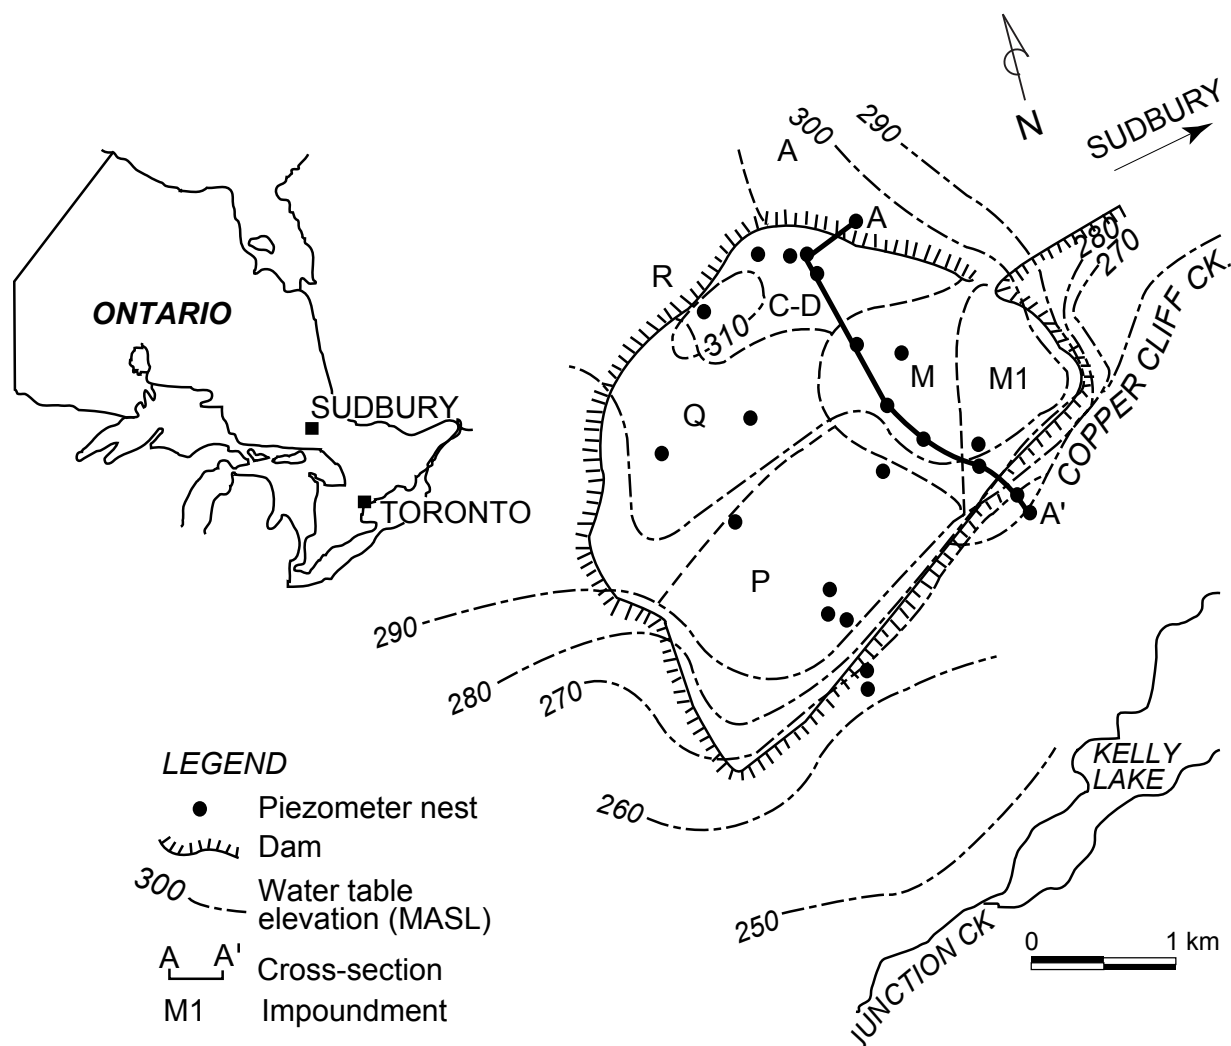 N
SUDBURY
300
290
A
A
280
270
R
ONTARIO
C-D
310
COPPER CLIFF CK.
M
M1
SUDBURY
Q
TORONTO
A'
P
290
280
270
KELLY
LAKE
260
250
JUNCTION CK
0 1 km
LEGEND
Piezometer nest
Dam
300
Water table
elevation (MASL)
A A'
Cross-section
M1 Impoundment